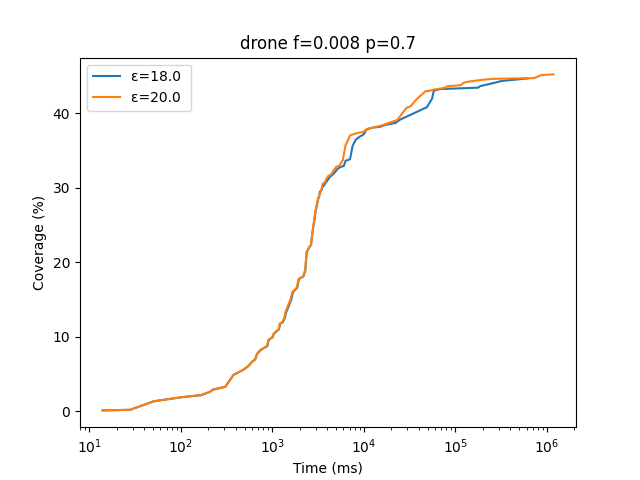 drone f=0.008 p=0.7
ε=18.0
ε=20.0
Coverage (%)
40
30
20
10
0
10¹ 10² 10³ 10⁴ 10⁵ 10⁶
Time (ms)